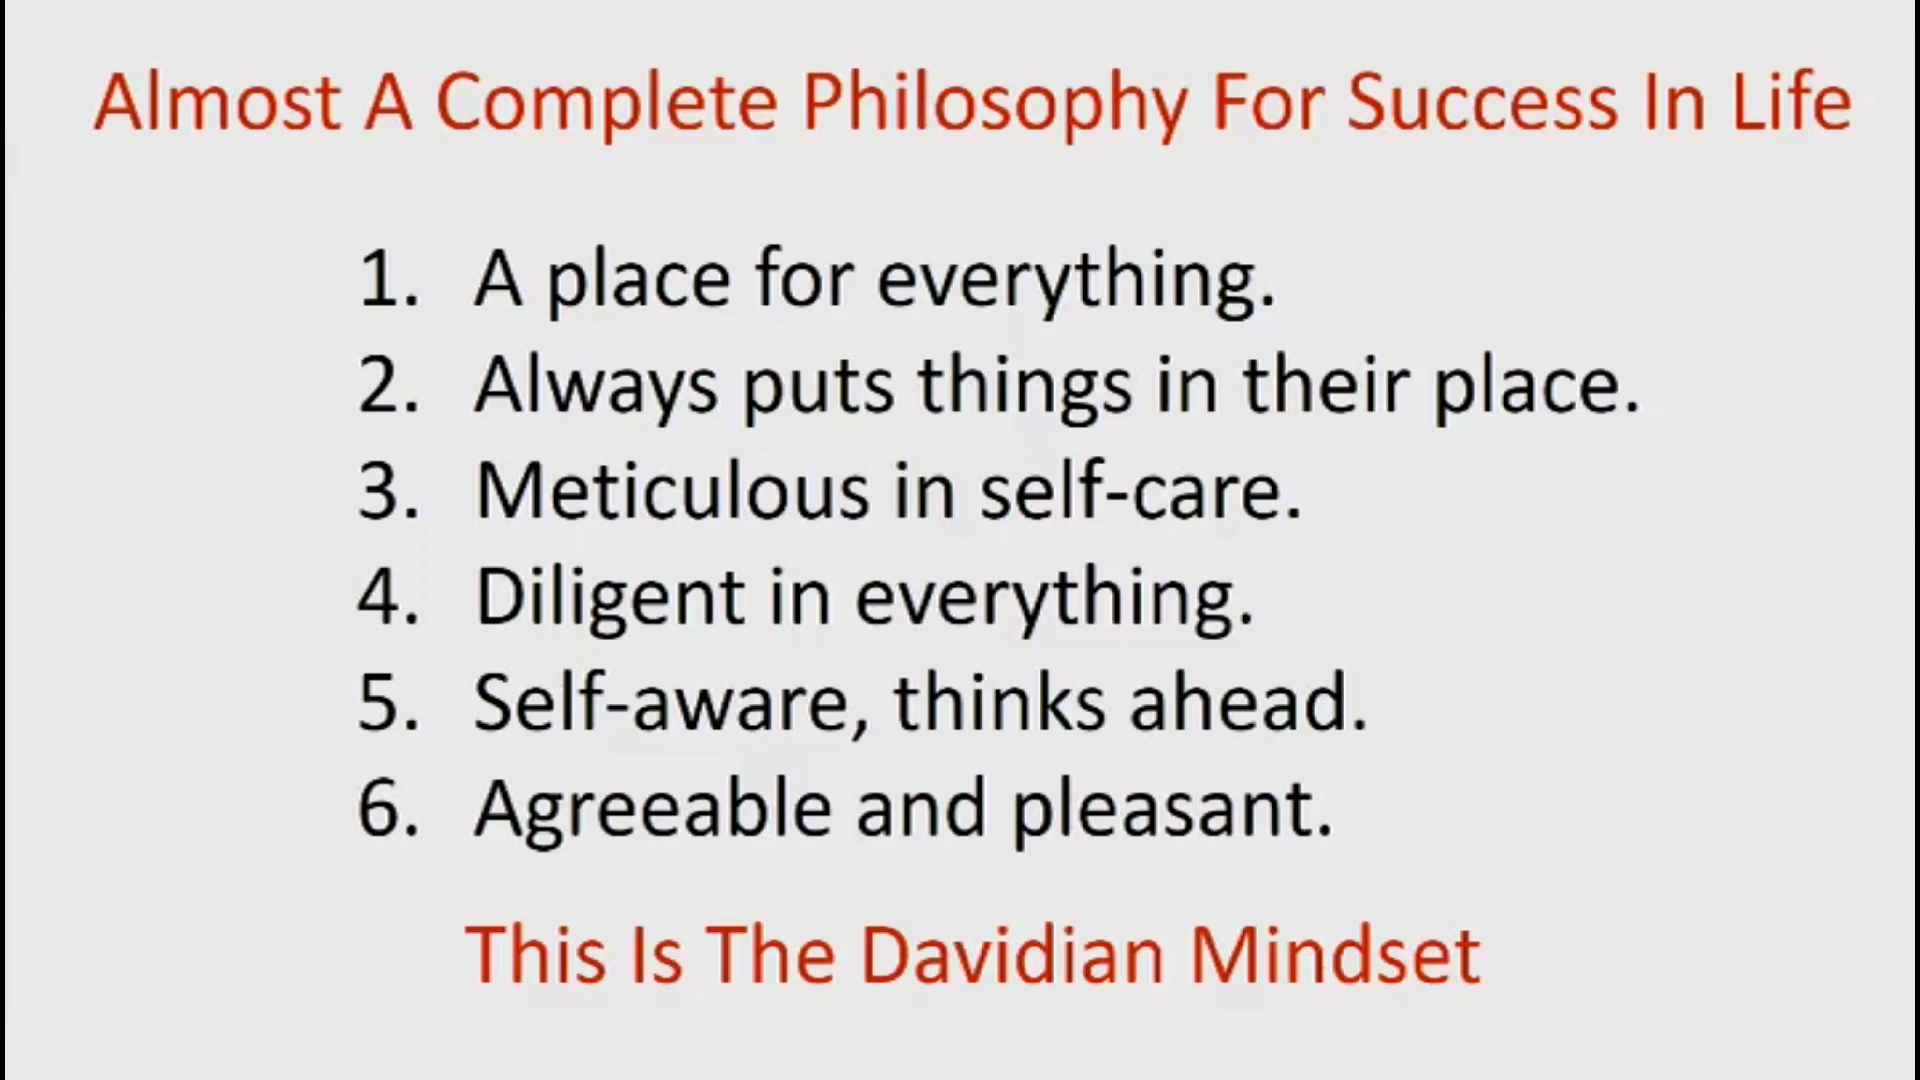 Almost A Complete Philosophy For Success In Life
1. A place for everything.
2. Always puts things in their place.
3. Meticulous in self-care.
4. Diligent in everything.
5. Self-aware, thinks ahead.
6. Agreeable and pleasant.
This Is The Davidian Mindset